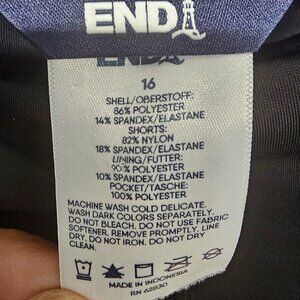 END
END
16
SHELL/OBERSTOFF:
86% POLYESTER
14% SPANDEX/ELASTANE
SHORTS:
82% NYLON
18% SPANDEX/ELASTANE
LINING/FUTTER:
90% POLYESTER
10% SPANDEX/ELASTANE
POCKET/TASCHE:
100% POLYESTER
MACHINE WASH COLD DELICATE.
WASH DARK COLORS SEPARATELY.
DO NOT BLEACH. DO NOT USE FABRIC
SOFTENER. REMOVE PROMPTLY. LINE
DRY. DO NOT IRON. DO NOT DRY
CLEAN.
MADE IN INDONESIA
RN 62830